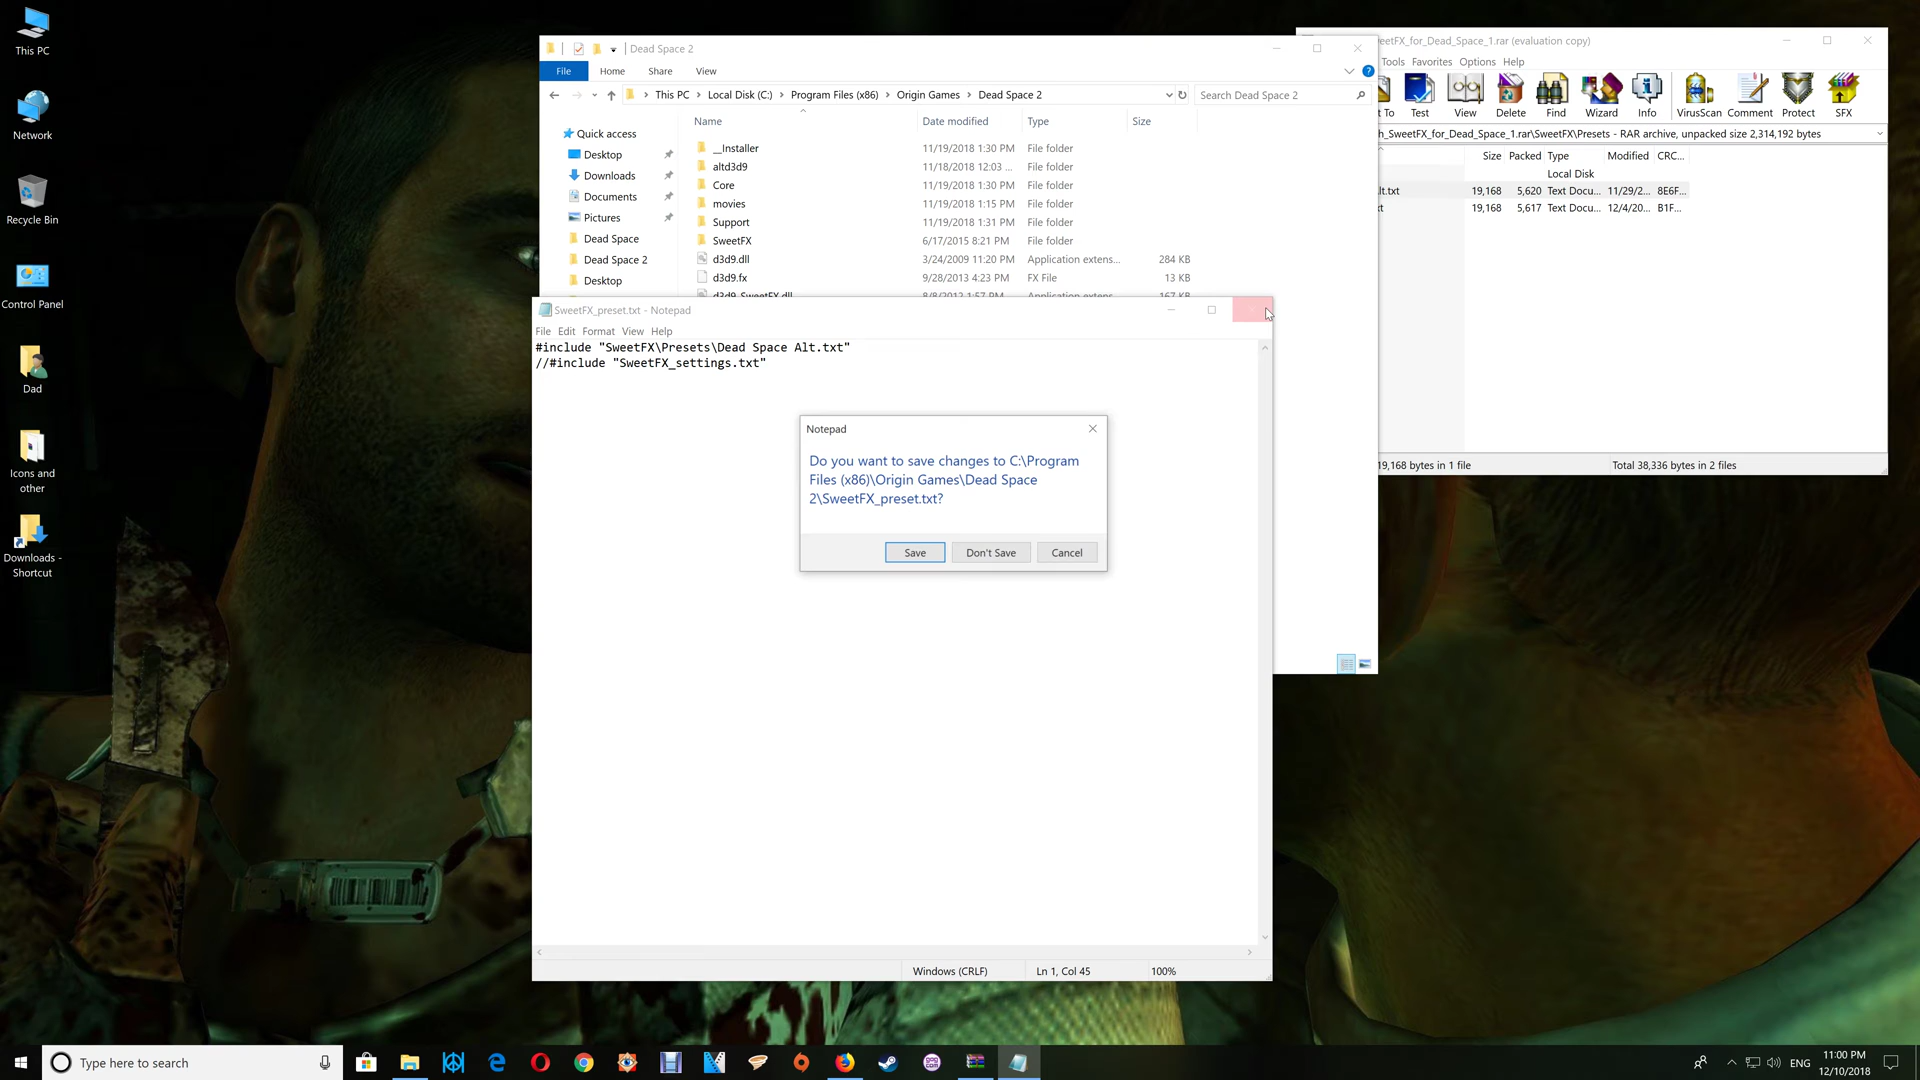 This PC
Network
Recycle Bin
Control Panel
Dad
Icons and
other
Downloads -
Shortcut
Dead Space 2
File Home Share View
This PC > Local Disk (C:) > Program Files (x86) > Origin Games > Dead Space 2
Search Dead Space 2
Quick access
Desktop
Downloads
Documents
Pictures
Dead Space
Dead Space 2
Desktop
Name Date modified Type Size
__Installer 11/19/2018 1:30 PM File folder
altd3d9 11/18/2018 12:03 ... File folder
Core 11/19/2018 1:30 PM File folder
movies 11/19/2018 1:15 PM File folder
Support 11/19/2018 1:31 PM File folder
SweetFX 6/17/2015 8:21 PM File folder
d3d9.dll 3/24/2009 11:20 PM Application extens... 284 KB
d3d9.fx 9/28/2013 4:23 PM FX File 13 KB
d3d9_SweetFX.dll Application extens... 167 KB
eetFX_for_Dead_Space_1.rar (evaluation copy)
Tools Favorites Options Help
To Test View Delete Find Wizard Info VirusScan Comment Protect SFX
h_SweetFX_for_Dead_Space_1.rar\SweetFX\Presets - RAR archive, unpacked size 2,314,192 bytes
Size Packed Type Modified CRC...
Local Disk
lt.txt 19,168 5,620 Text Docu... 11/29/2... 8E6F...
xt 19,168 5,617 Text Docu... 12/4/20... B1F...
19,168 bytes in 1 file
Total 38,336 bytes in 2 files
SweetFX_preset.txt - Notepad
File Edit Format View Help
#include "SweetFX\Presets\Dead Space Alt.txt"
//#include "SweetFX_settings.txt"
Notepad
Do you want to save changes to C:\Program
Files (x86)\Origin Games\Dead Space
2\SweetFX_preset.txt?
Save Don't Save Cancel
Windows (CRLF) Ln 1, Col 45 100%
Type here to search
gog
com
ENG
11:00 PM
12/10/2018